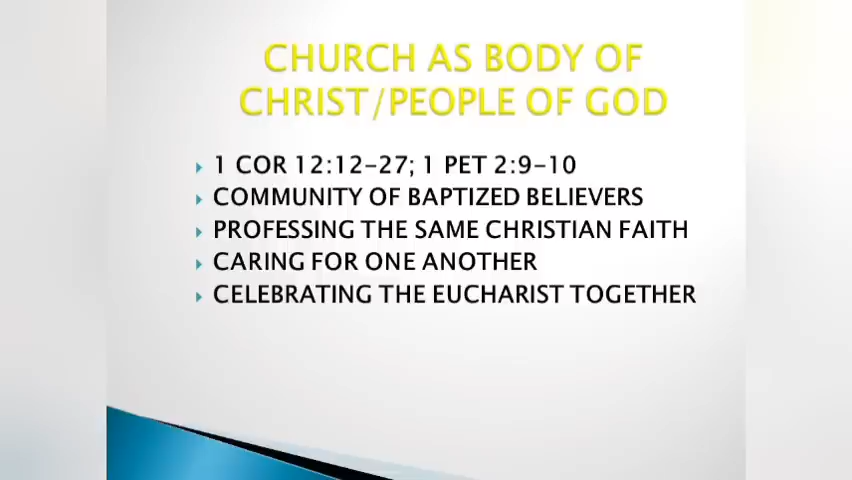 CHURCH AS BODY OF
CHRIST/PEOPLE OF GOD
1 COR 12:12-27; 1 PET 2:9-10
COMMUNITY OF BAPTIZED BELIEVERS
PROFESSING THE SAME CHRISTIAN FAITH
CARING FOR ONE ANOTHER
CELEBRATING THE EUCHARIST TOGETHER